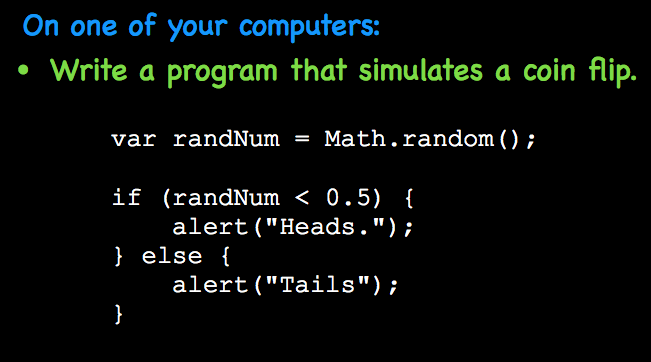 On one of your computers:
• Write a program that simulates a coin flip.
var randNum = Math.random();
if (randNum < 0.5) {
    alert("Heads.");
} else {
    alert("Tails");
}